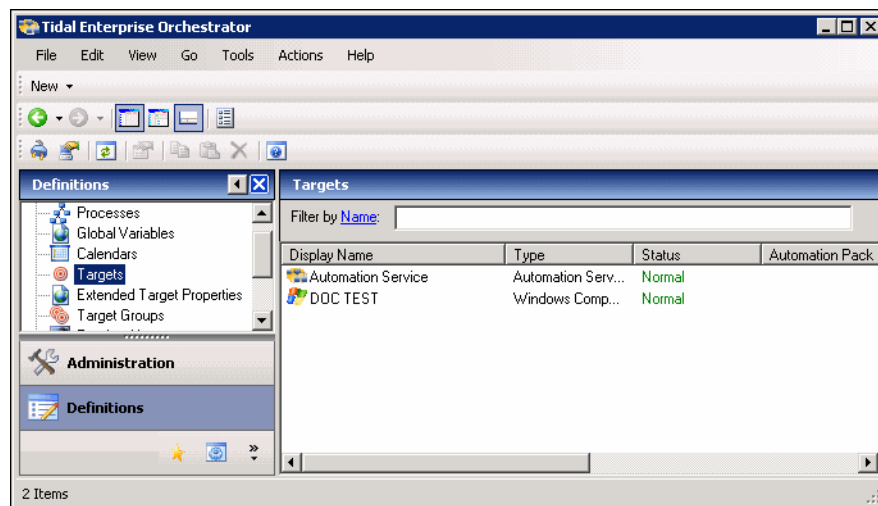 Tidal Enterprise Orchestrator
File Edit View Go Tools Actions Help
New
Definitions
Processes
Global Variables
Calendars
Targets
Extended Target Properties
Target Groups
Administration
Definitions
Targets
Filter by Name:
Display Name Type Status Automation Pack
Automation Service Automation Serv... Normal
DOC TEST Windows Comp... Normal
2 Items